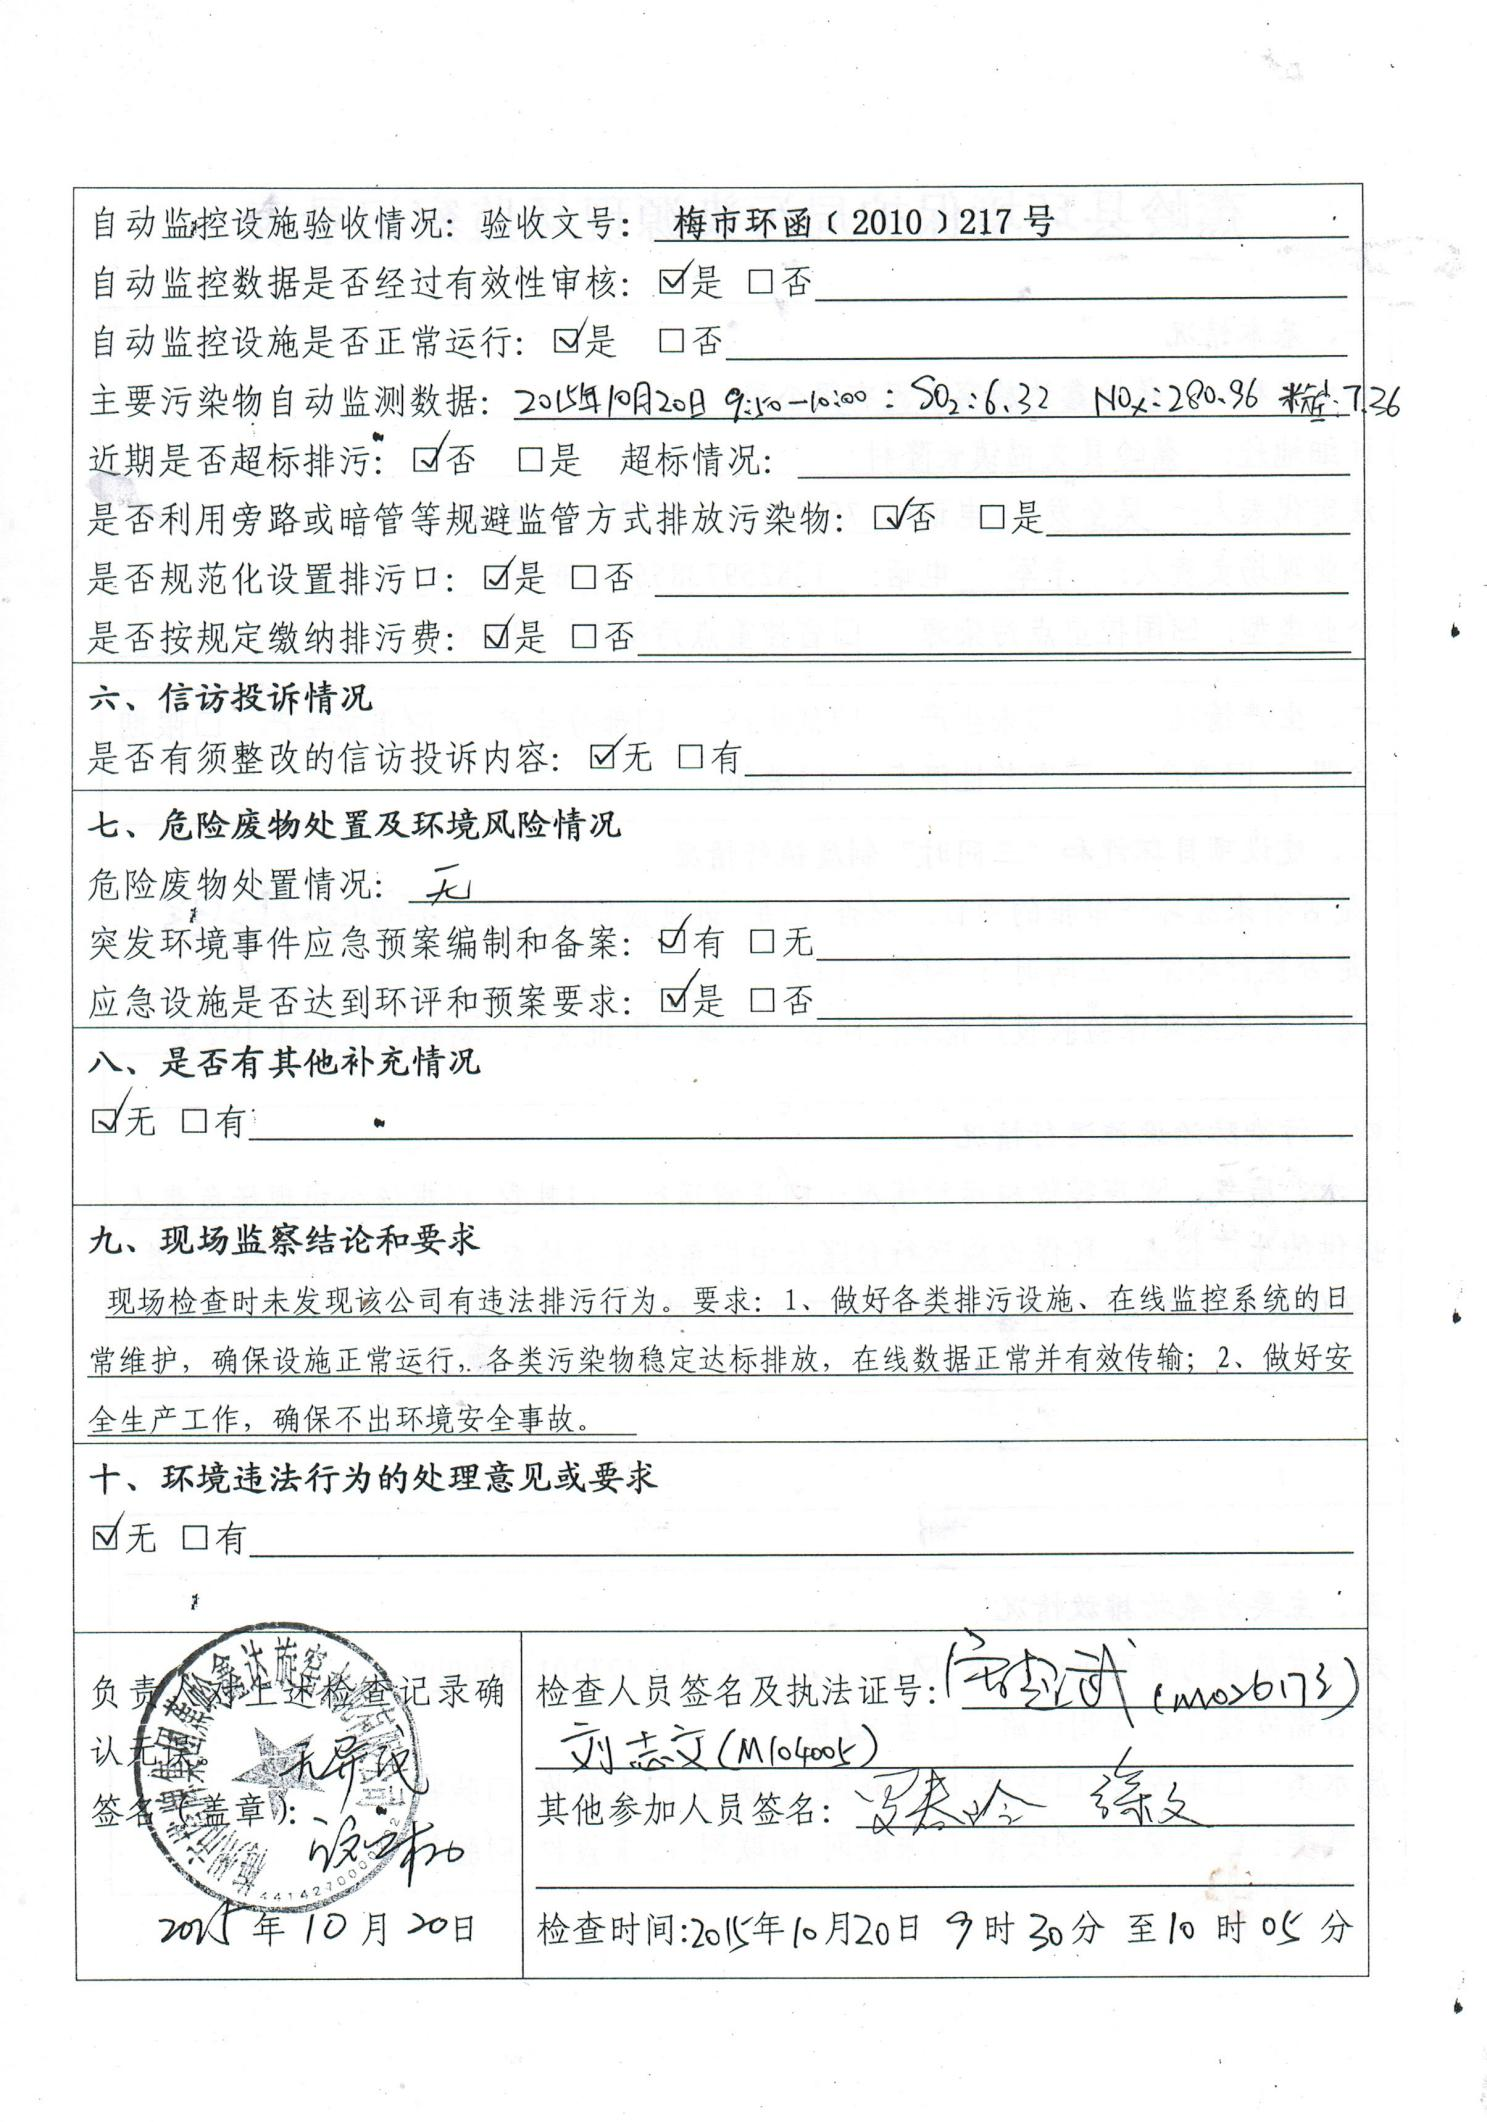 自动监控设施验收情况：验收文号：梅市环函（2010）217号
自动监控数据是否经过有效性审核：☑是 □否
自动监控设施是否正常运行：☑是 □否
主要污染物自动监测数据：2015年10月20日 9:50-10:00：SO₂:6.32 NOx:280.96 粉尘:7.36
近期是否超标排污：☑否 □是 超标情况：
是否利用旁路或暗管等规避监管方式排放污染物：☑否 □是
是否规范化设置排污口：☑是 □否
是否按规定缴纳排污费：☑是 □否
六、信访投诉情况
是否有须整改的信访投诉内容：☑无 □有
七、危险废物处置及环境风险情况
危险废物处置情况：无
突发环境事件应急预案编制和备案：☑有 □无
应急设施是否达到环评和预案要求：☑是 □否
八、是否有其他补充情况
☑无 □有
九、现场监察结论和要求
现场检查时未发现该公司有违法排污行为。要求：1、做好各类排污设施、在线监控系统的日
常维护，确保设施正常运行，各类污染物稳定达标排放，在线数据正常并有效传输；2、做好安
全生产工作，确保不出环境安全事故。
十、环境违法行为的处理意见或要求
☑无 □有
负责人对上述检查记录确
认无误
无异议
签名（盖章）：
2015年10月20日
检查人员签名及执法证号：
刘志文（M104005）
其他参加人员签名：
检查时间：2015年10月20日 9时30分 至10时05分